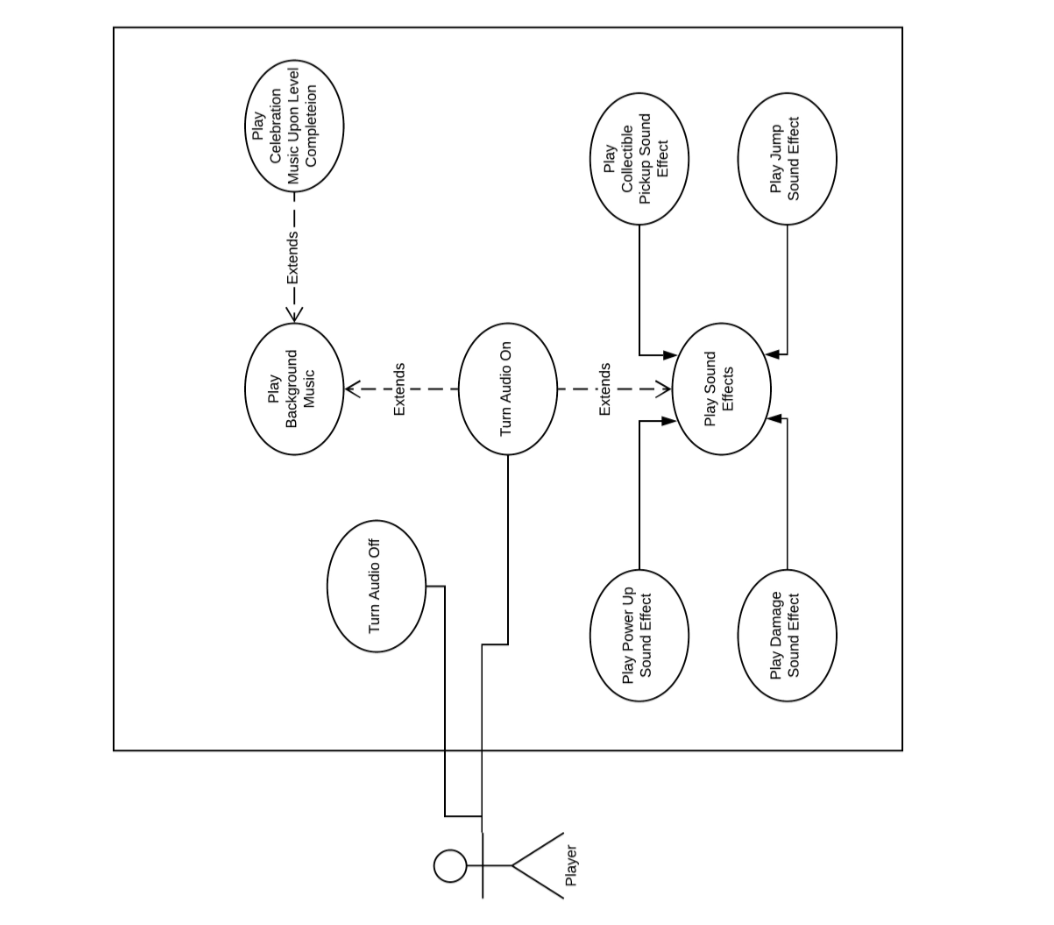 Turn Audio Off
Play
Background
Music
Extends
Play
Celebration
Music Upon Level
Completeion
Extends
Turn Audio On
Extends
Play Sound
Effects
Play Power Up
Sound Effect
Play
Collectible
Pickup Sound
Effect
Play Damage
Sound Effect
Play Jump
Sound Effect
Player